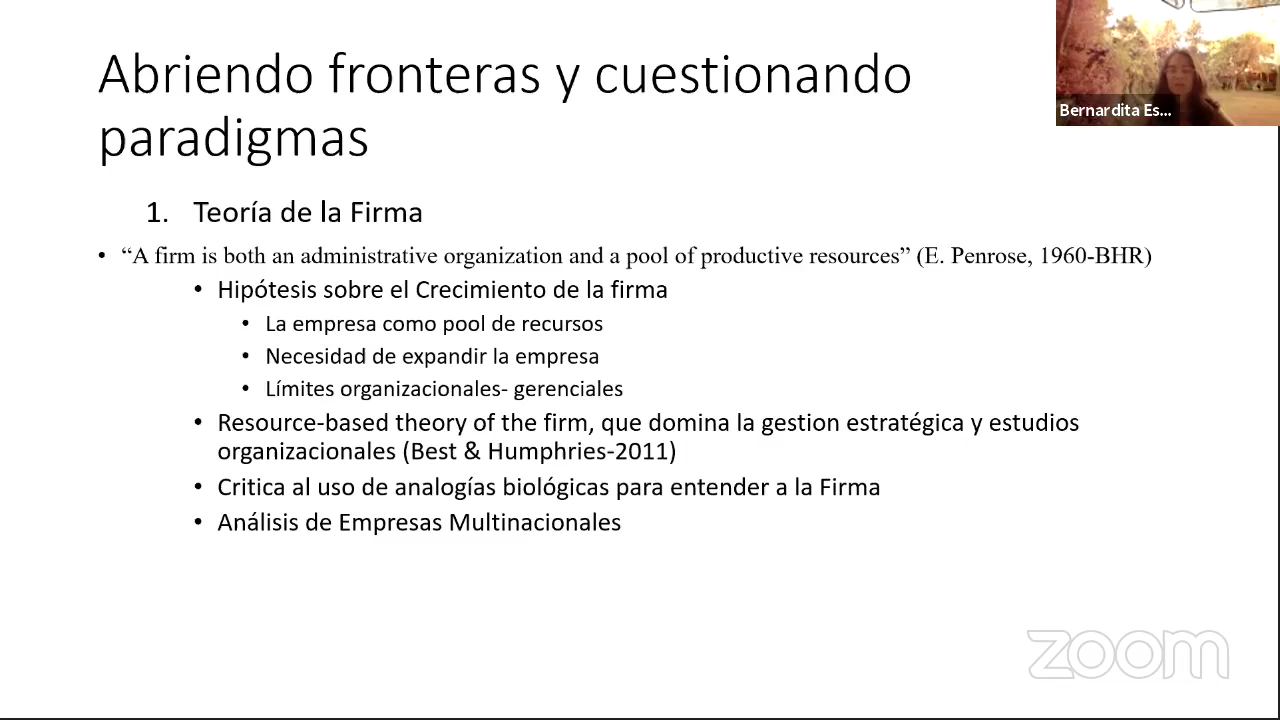 Abriendo fronteras y cuestionando
paradigmas
Bernardita Es...
1. Teoría de la Firma
• “A firm is both an administrative organization and a pool of productive resources” (E. Penrose, 1960-BHR)
• Hipótesis sobre el Crecimiento de la firma
• La empresa como pool de recursos
• Necesidad de expandir la empresa
• Límites organizacionales- gerenciales
• Resource-based theory of the firm, que domina la gestion estratégica y estudios
organizacionales (Best & Humphries-2011)
• Critica al uso de analogías biológicas para entender a la Firma
• Análisis de Empresas Multinacionales
zoom